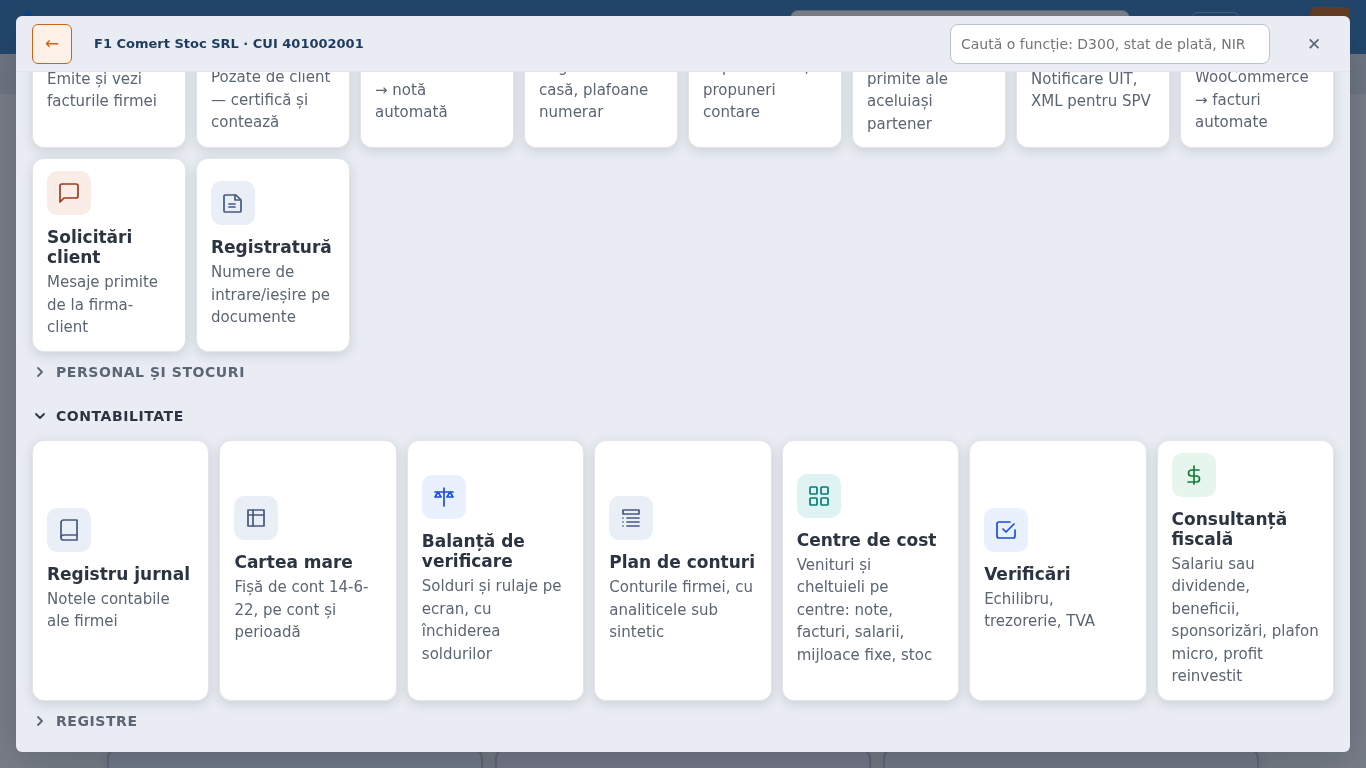 ←
F1 Comert Stoc SRL · CUI 401002001
Caută o funcție: D300, stat de plată, NIR
✕
Emite și vezi
facturile firmei
Pozate de client
— certifică și
contează
→ notă
automată
casă, plafoane
numerar
propuneri
contare
primite ale
aceluiași
partener
Notificare UIT,
XML pentru SPV
WooCommerce
→ facturi
automate
Solicitări
client
Mesaje primite
de la firma-
client
Registratură
Numere de
intrare/ieșire pe
documente
PERSONAL ȘI STOCURI
CONTABILITATE
Registru jurnal
Notele contabile
ale firmei
Cartea mare
Fișă de cont 14-6-
22, pe cont și
perioadă
Balanță de
verificare
Solduri și rulaje pe
ecran, cu
închiderea
soldurilor
Plan de conturi
Conturile firmei, cu
analiticele sub
sintetic
Centre de cost
Venituri și
cheltuieli pe
centre: note,
facturi, salarii,
mijloace fixe, stoc
Verificări
Echilibru,
trezorerie, TVA
Consultanță
fiscală
Salariu sau
dividende,
beneficii,
sponsorizări, plafon
micro, profit
reinvestit
REGISTRE